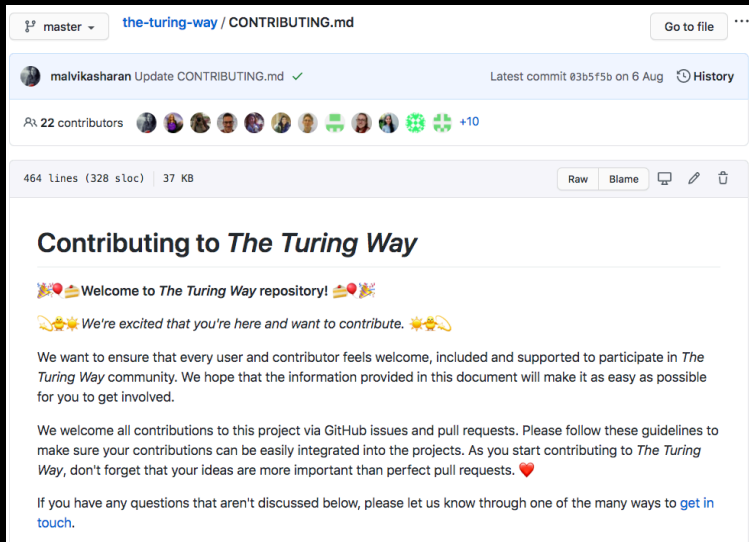 master the-turing-way / CONTRIBUTING.md Go to file ...
malvikasharan Update CONTRIBUTING.md ✓ Latest commit 03b5f5b on 6 Aug History
22 contributors +10
464 lines (328 sloc) 37 KB Raw Blame
Contributing to The Turing Way
🎉🎈🍰Welcome to The Turing Way repository! 🍰🎈🎉
💫🐥☀️We're excited that you're here and want to contribute. ☀️🐥💫
We want to ensure that every user and contributor feels welcome, included and supported to participate in The
Turing Way community. We hope that the information provided in this document will make it as easy as possible
for you to get involved.
We welcome all contributions to this project via GitHub issues and pull requests. Please follow these guidelines to
make sure your contributions can be easily integrated into the projects. As you start contributing to The Turing
Way, don't forget that your ideas are more important than perfect pull requests. ❤️
If you have any questions that aren't discussed below, please let us know through one of the many ways to get in
touch.